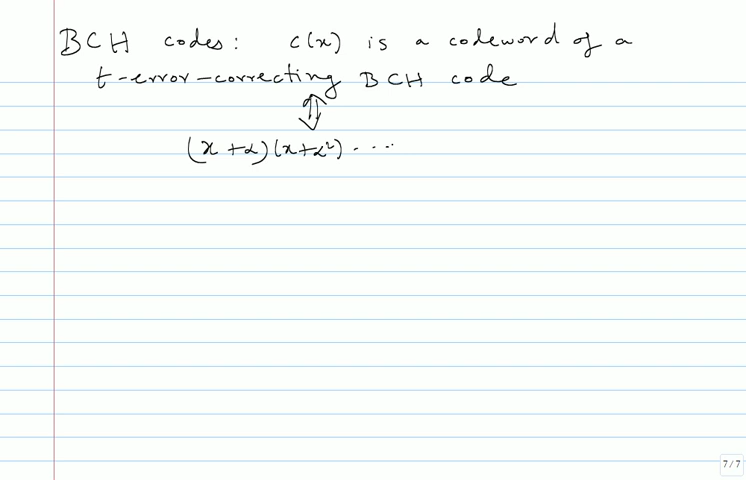 BCH codes: c(x) is a codeword of a
t-error-correcting BCH code
⇕
(x+α)(x+α²) ....
7/7